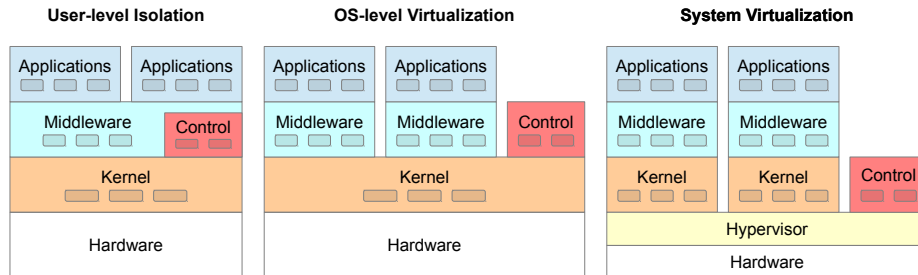 User-level Isolation
Applications
Applications
Middleware
Control
Kernel
Hardware
OS-level Virtualization
Applications
Applications
Middleware
Middleware
Control
Kernel
Hardware
System Virtualization
Applications
Applications
Middleware
Middleware
Kernel
Kernel
Control
Hypervisor
Hardware